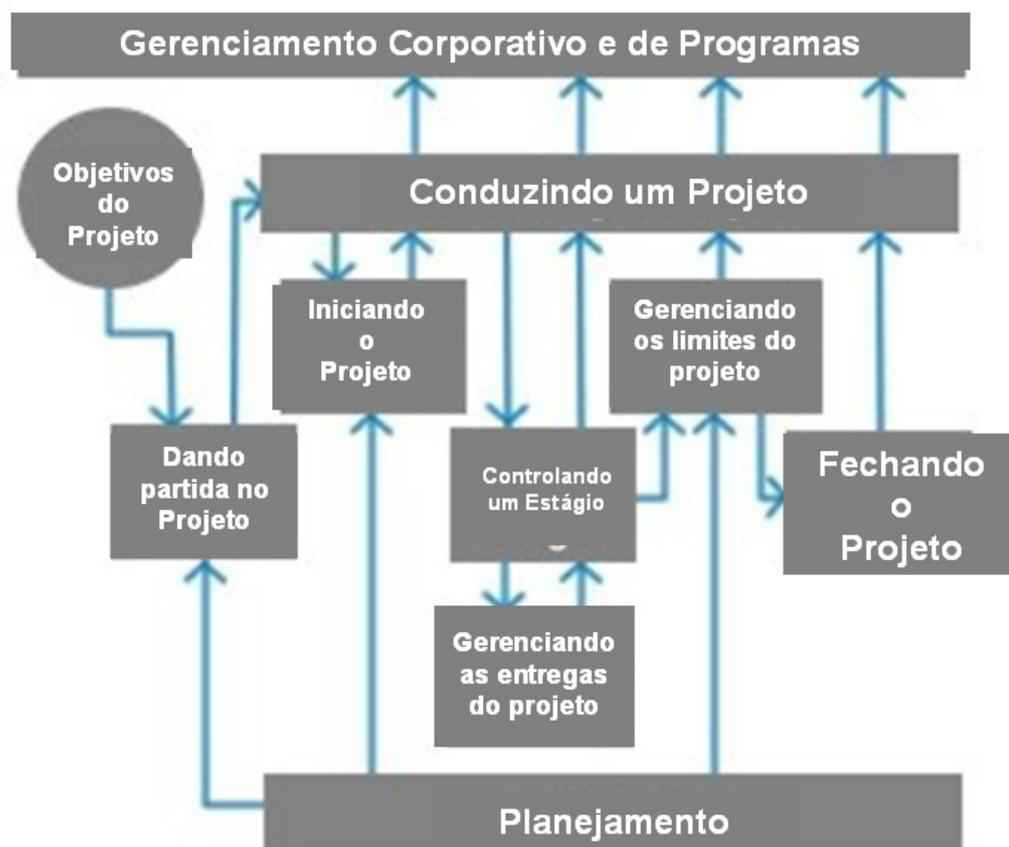 Gerenciamento Corporativo e de Programas
Objetivos
do
Projeto
Conduzindo um Projeto
Iniciando
o
Projeto
Gerenciando
os limites do
projeto
Dando
partida no
Projeto
Controlando
um Estágio
Fechando
o
Projeto
Gerenciando
as entregas
do projeto
Planejamento